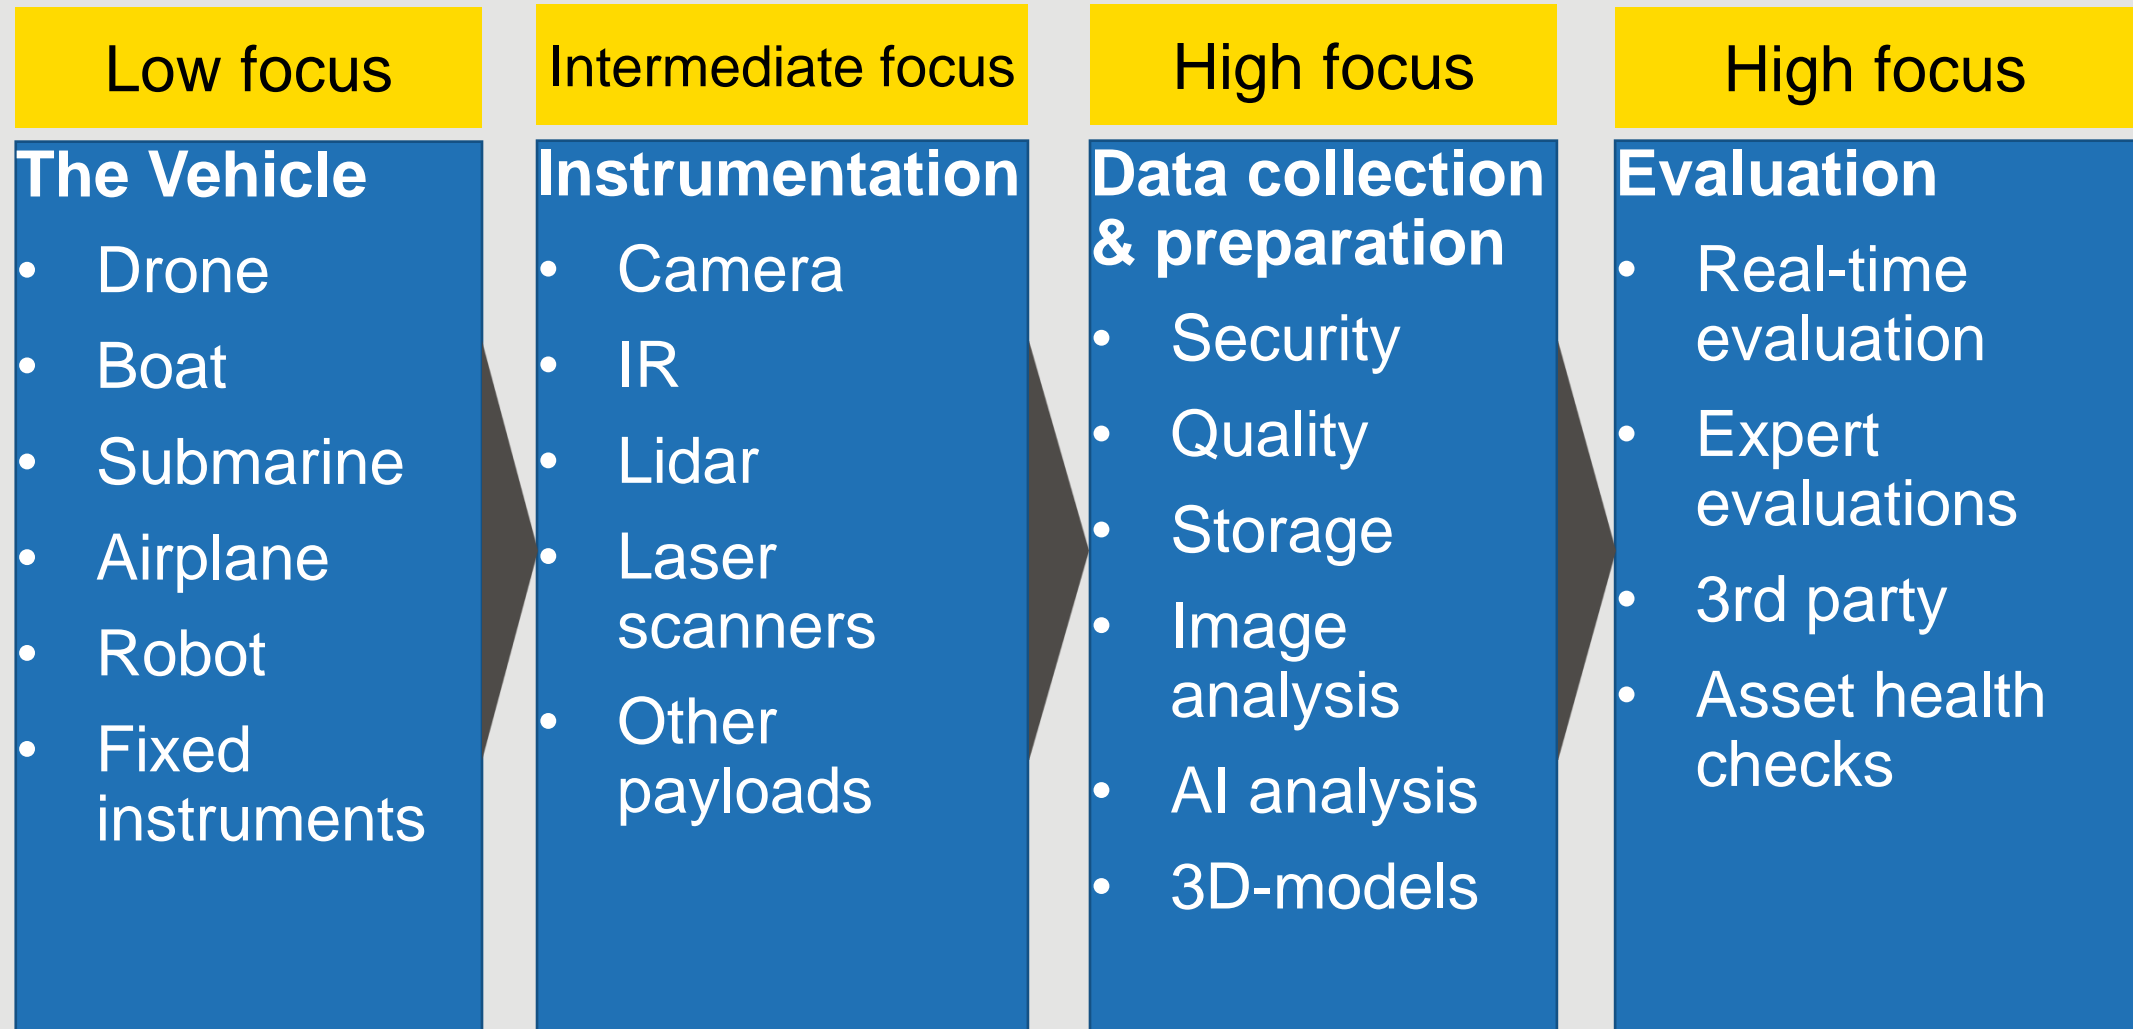 Low focus
The Vehicle
• Drone
• Boat
• Submarine
• Airplane
• Robot
• Fixed
instruments
Intermediate focus
Instrumentation
• Camera
• IR
• Lidar
• Laser
scanners
• Other
payloads
High focus
Data collection
& preparation
• Security
• Quality
• Storage
• Image
analysis
• AI analysis
• 3D-models
High focus
Evaluation
• Real-time
evaluation
• Expert
evaluations
• 3rd party
• Asset health
checks